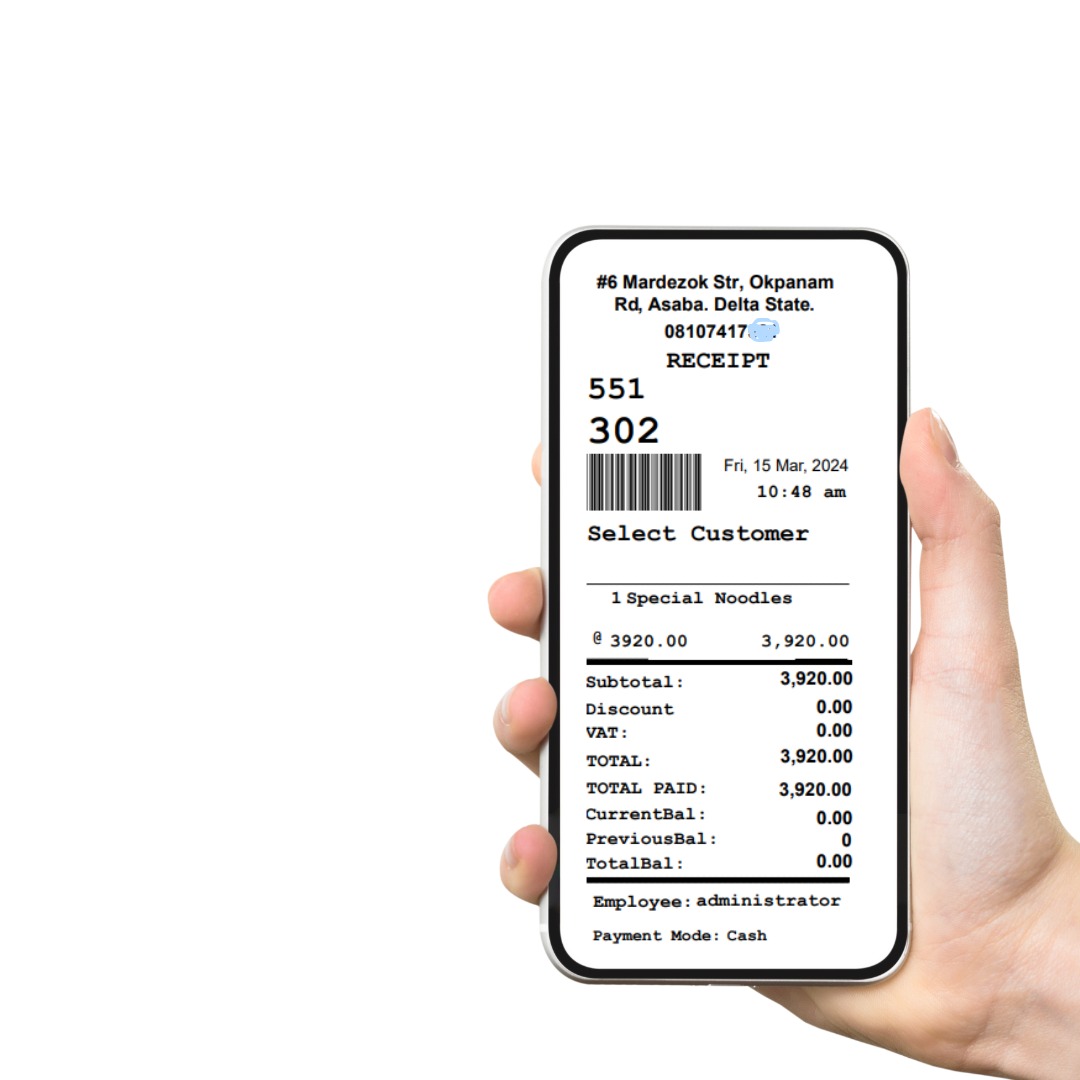 #6 Mardezok Str, Okpanam
Rd, Asaba. Delta State.
08107417
RECEIPT
551
302
Fri, 15 Mar, 2024
10:48 am
Select Customer
1 Special Noodles
@ 3920.00 3,920.00
Subtotal: 3,920.00
Discount 0.00
VAT: 0.00
TOTAL: 3,920.00
TOTAL PAID: 3,920.00
CurrentBal: 0.00
PreviousBal: 0
TotalBal: 0.00
Employee: administrator
Payment Mode: Cash